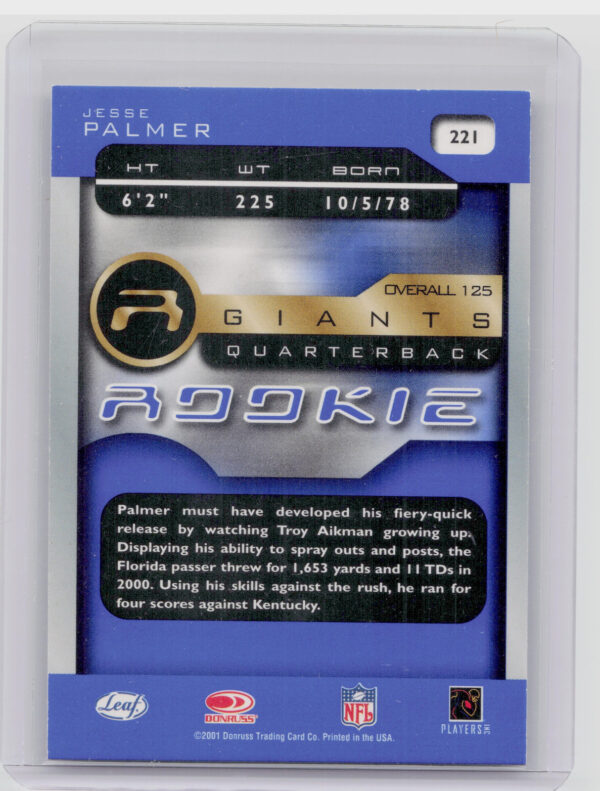 JESSE
PALMER
221
HT WT BORN
6'2" 225 10/5/78
OVERALL 125
R
GIANTS
QUARTERBACK
ROOKIE
Palmer must have developed his fiery-quick
release by watching Troy Aikman growing up.
Displaying his ability to spray outs and posts, the
Florida passer threw for 1,653 yards and 11 TDs in
2000. Using his skills against the rush, he ran for
four scores against Kentucky.
Leaf
DONRUSS
NFL
PLAYERS INC
©2001 Donruss Trading Card Co. Printed in the USA.